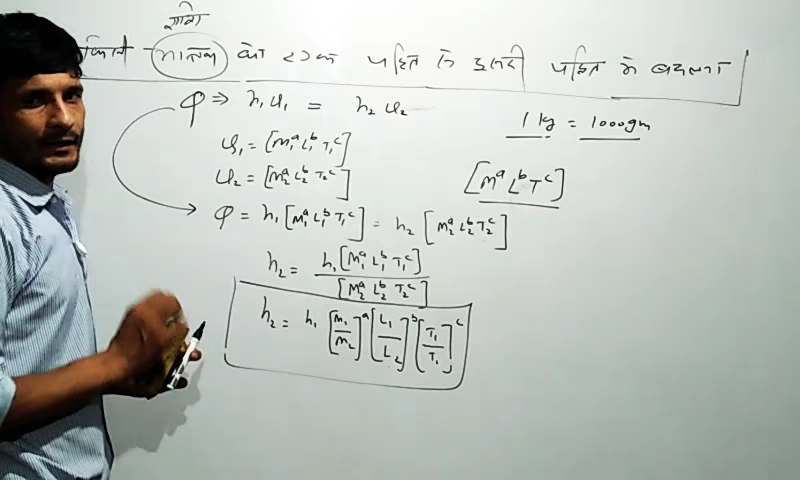 राशि
किसी मात्रक को एक पद्धति से दूसरी पद्धति में बदलना
φ ⇒ n₁u₁ = n₂u₂
1 kg = 1000gm
u₁ = [M₁ᵃ L₁ᵇ T₁ᶜ]
u₂ = [M₂ᵃ L₂ᵇ T₂ᶜ]
[Mᵃ Lᵇ Tᶜ]
φ = n₁ [M₁ᵃ L₁ᵇ T₁ᶜ] = n₂ [M₂ᵃ L₂ᵇ T₂ᶜ]
n₂ = n₁ [M₁ᵃ L₁ᵇ T₁ᶜ] / [M₂ᵃ L₂ᵇ T₂ᶜ]
n₂ = n₁ [M₁/M₂]ᵃ [L₁/L₂]ᵇ [T₁/T₁]ᶜ